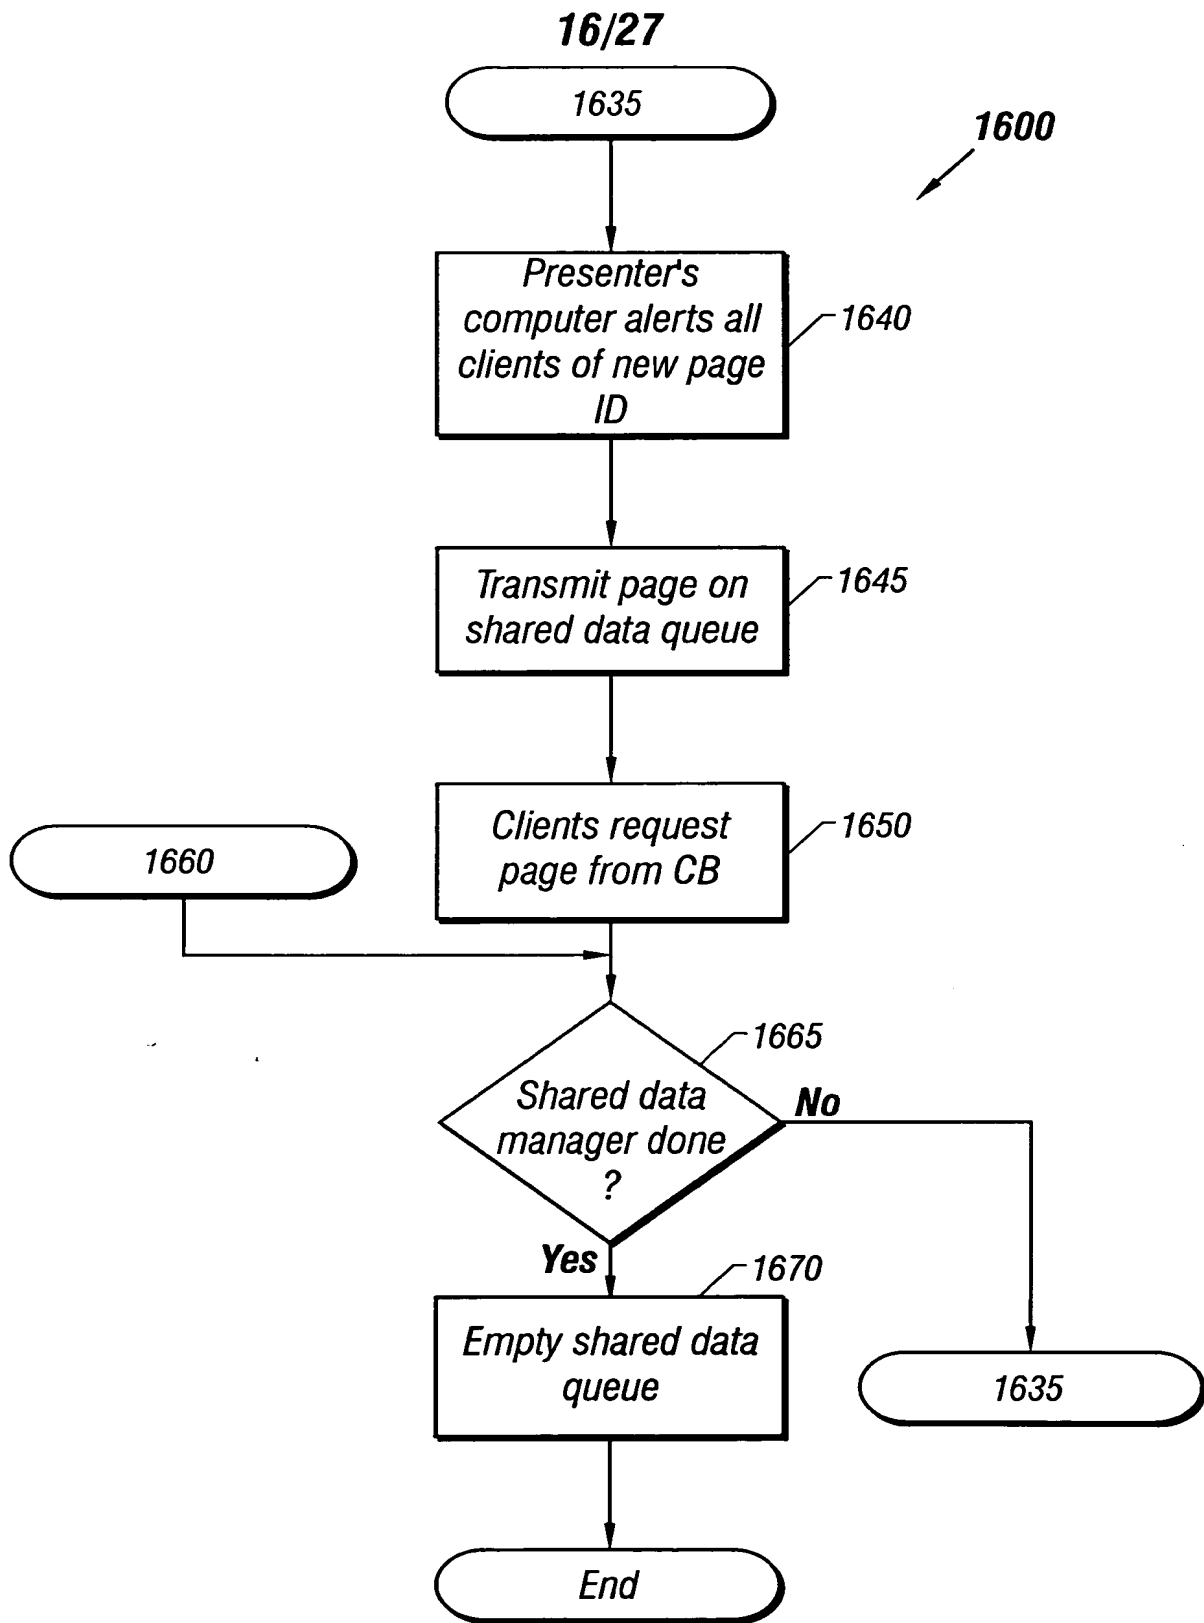 16/27
1635
1600
Presenter's
computer alerts all
clients of new page
ID
1640
Transmit page on
shared data queue
1645
Clients request
page from CB
1650
1660
1665
Shared data
manager done
?
No
Yes
1670
Empty shared data
queue
1635
End